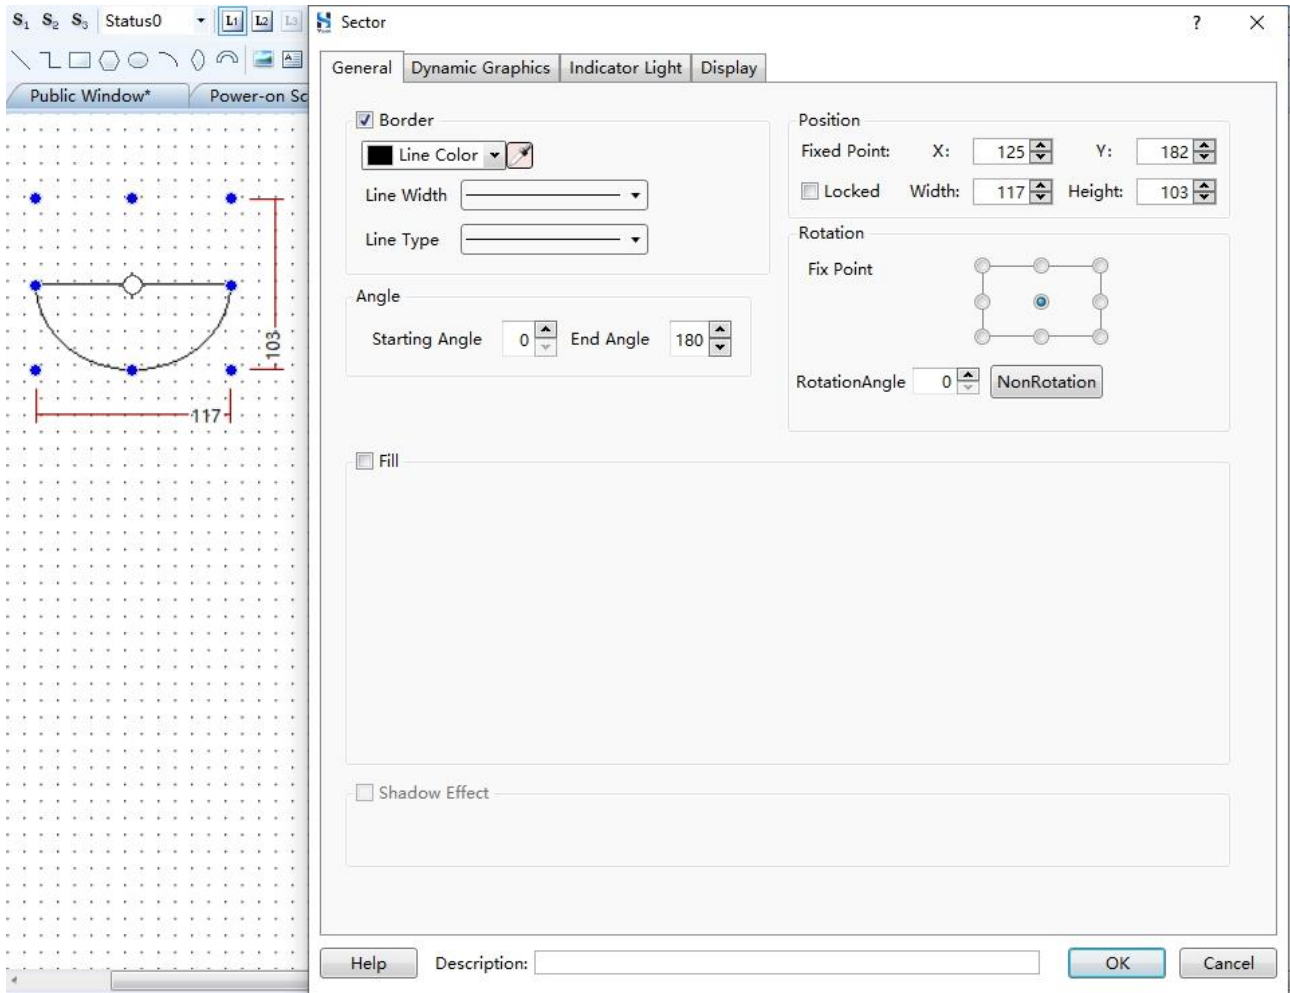 S1 S2 S3 Status0 L1 L2 L3
Public Window* Power-on Sc
103
117
Sector ? ×
General Dynamic Graphics Indicator Light Display
Border
Line Color
Line Width
Line Type
Angle
Starting Angle 0 End Angle 180
Position
Fixed Point: X: 125 Y: 182
Locked Width: 117 Height: 103
Rotation
Fix Point
RotationAngle 0 NonRotation
Fill
Shadow Effect
Help Description: OK Cancel